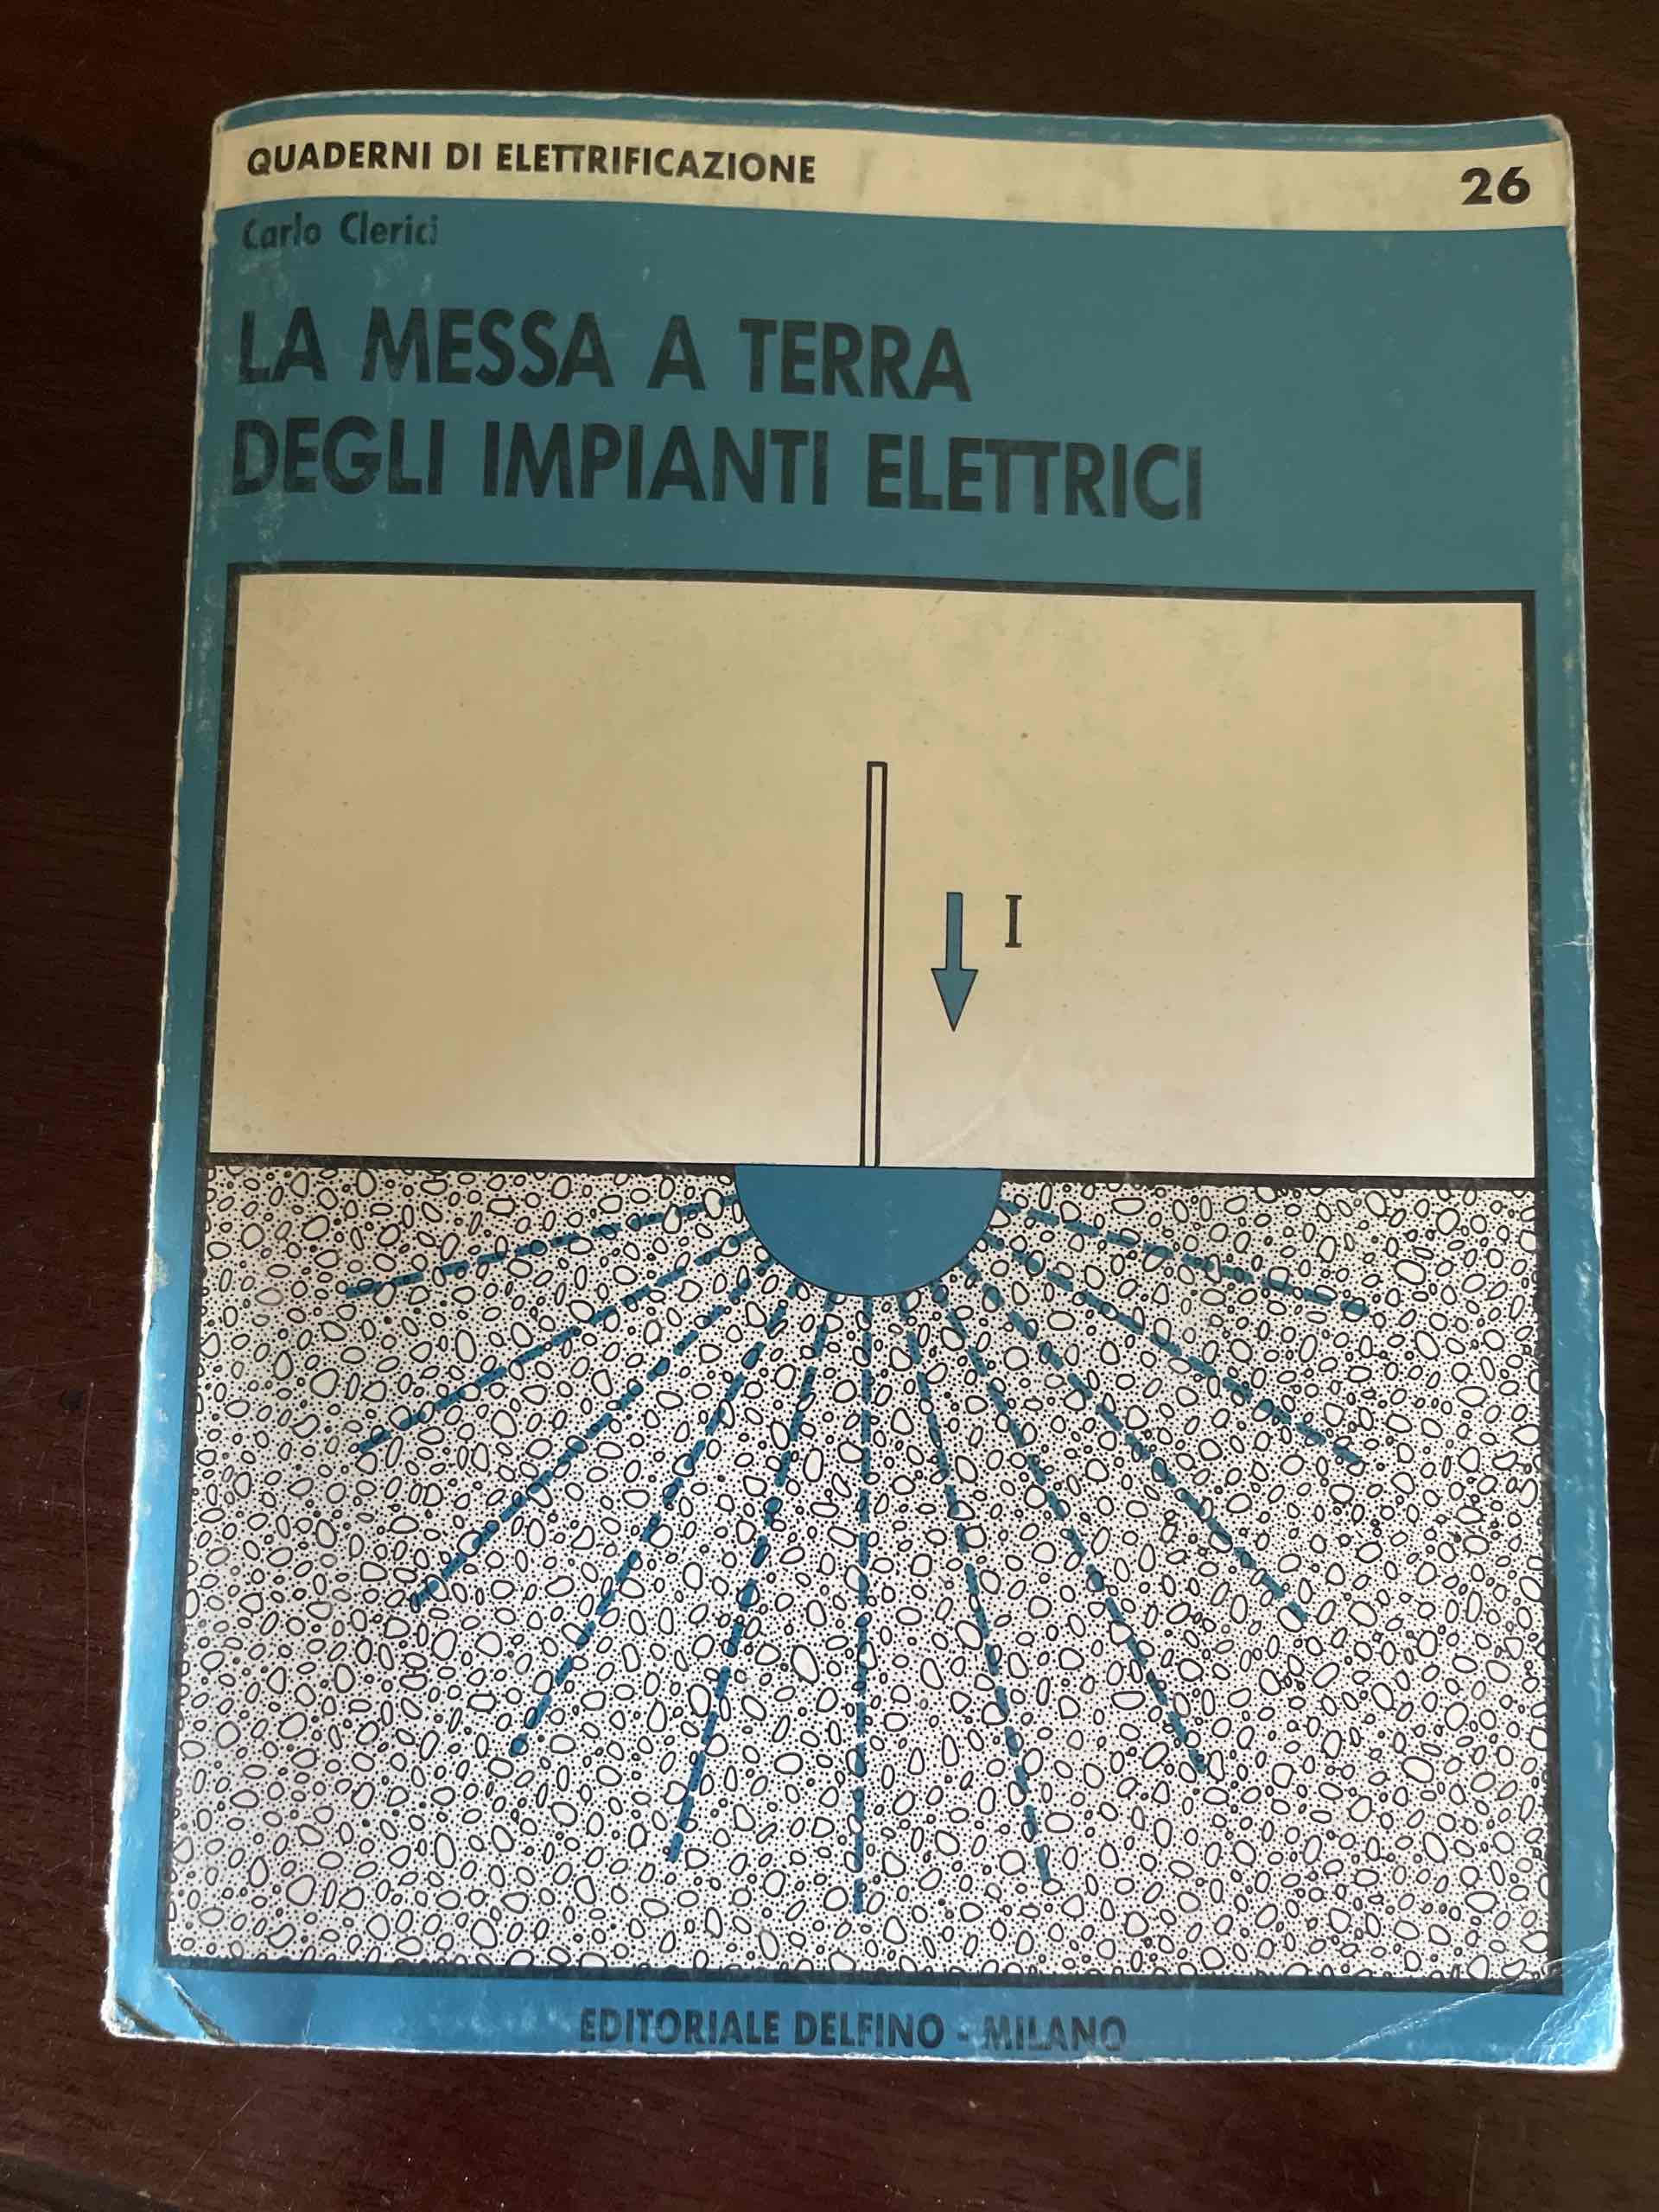 QUADERNI DI ELETTRIFICAZIONE 26
Carlo Clerici
LA MESSA A TERRA
DEGLI IMPIANTI ELETTRICI
I
EDITORIALE DELFINO - MILANO